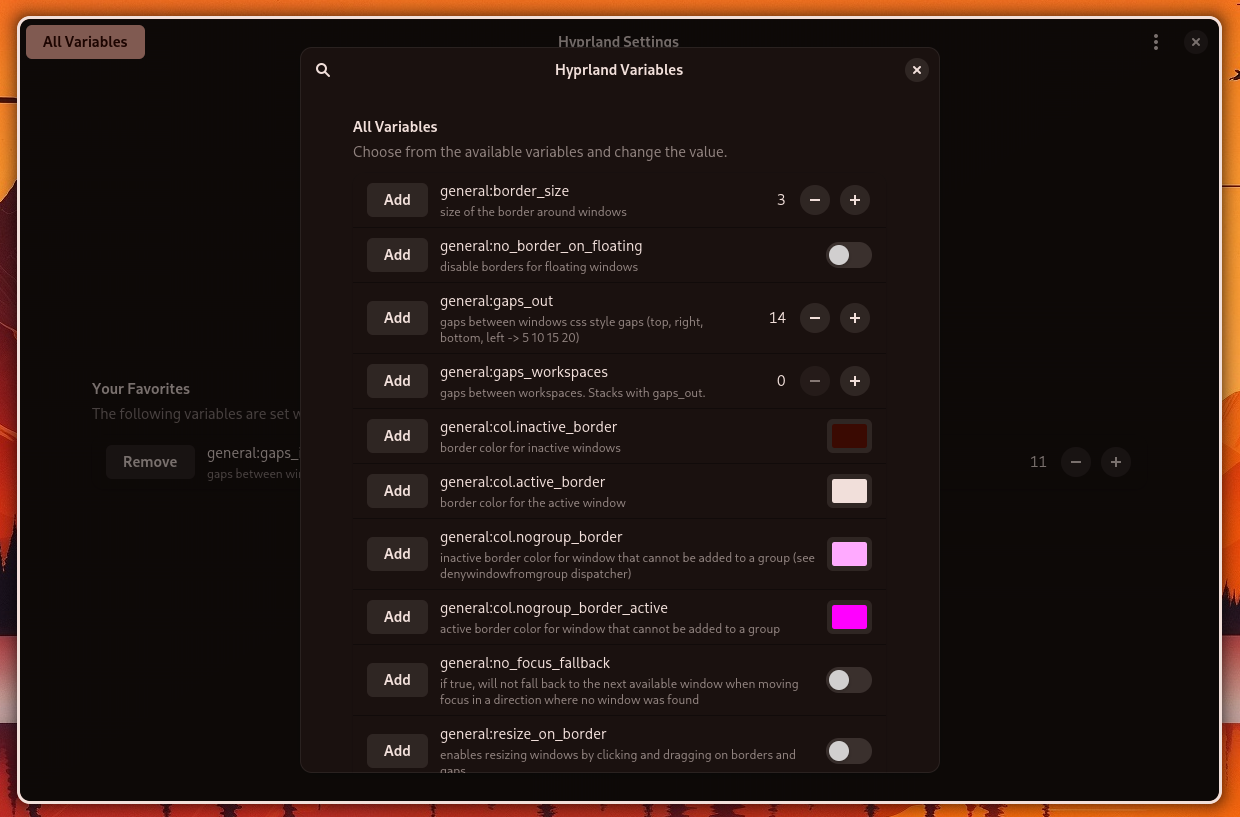 All Variables
Hyprland Settings
Hyprland Variables
All Variables
Choose from the available variables and change the value.
Add
general:border_size
3
size of the border around windows
Add
general:no_border_on_floating
disable borders for floating windows
Add
general:gaps_out
14
gaps between windows css style gaps (top, right,
bottom, left -> 5 10 15 20)
Add
general:gaps_workspaces
0
gaps between workspaces. Stacks with gaps_out.
Add
general:col.inactive_border
border color for inactive windows
Add
general:col.active_border
border color for the active window
Add
general:col.nogroup_border
inactive border color for window that cannot be added to a group (see
denywindowfromgroup dispatcher)
Add
general:col.nogroup_border_active
active border color for window that cannot be added to a group
Add
general:no_focus_fallback
if true, will not fall back to the next available window when moving
focus in a direction where no window was found
Add
general:resize_on_border
enables resizing windows by clicking and dragging on borders and
gaps
Your Favorites
The following variables are set
Remove
general:gaps_
11
gaps between